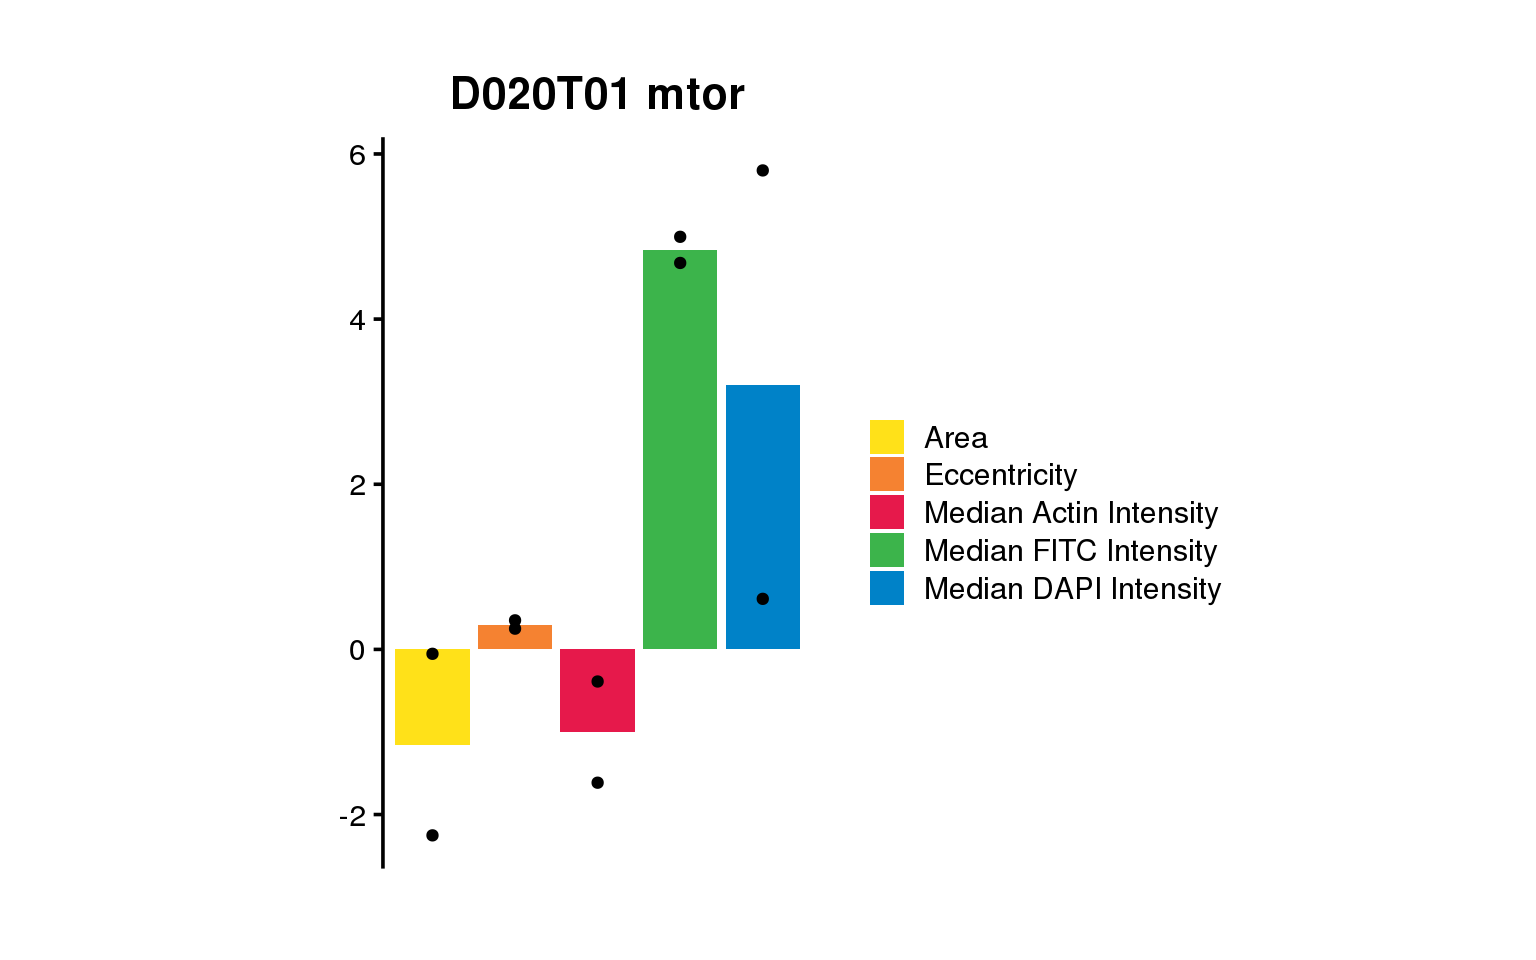 D020T01 mtor
6
4
2
0
-2
Area
Eccentricity
Median Actin Intensity
Median FITC Intensity
Median DAPI Intensity